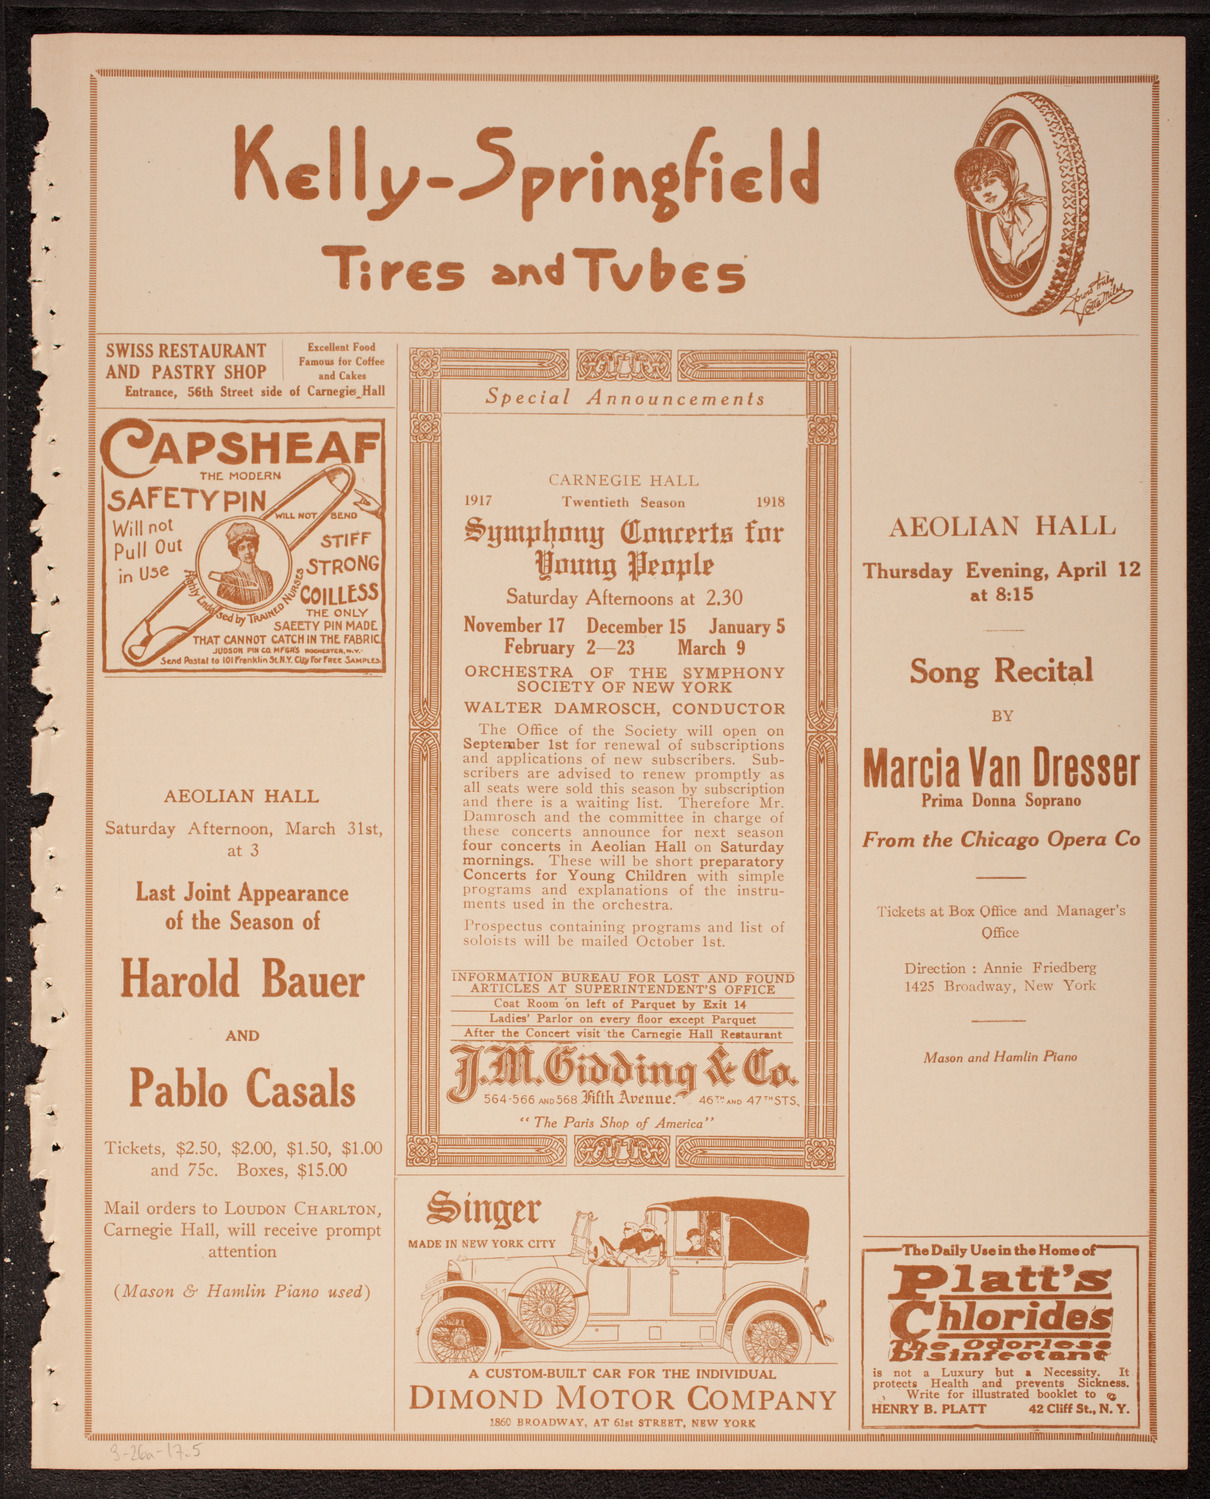 Kelly-Springfield
Tires and Tubes
Lotta Miles
SWISS RESTAURANT
AND PASTRY SHOP
Excellent Food
Famous for Coffee
and Cakes
Entrance, 56th Street side of Carnegie Hall
CAPSHEAF
THE MODERN
SAFETY PIN
WILL NOT BEND
Will not
Pull Out
in Use
STIFF
STRONG
COILLESS
Highly Endorsed by TRAINED NURSES
THE ONLY
SAFETY PIN MADE
THAT CANNOT CATCH IN THE FABRIC
JUDSON PIN CO. MFGRS ROCHESTER, N.Y.
Send Postal to 101 Franklin St. N.Y. City for FREE SAMPLES.
AEOLIAN HALL
Saturday Afternoon, March 31st,
at 3
Last Joint Appearance
of the Season of
Harold Bauer
AND
Pablo Casals
Tickets, $2.50, $2.00, $1.50, $1.00
and 75c. Boxes, $15.00
Mail orders to LOUDON CHARLTON,
Carnegie Hall, will receive prompt
attention
(Mason & Hamlin Piano used)
Special Announcements
CARNEGIE HALL
1917 Twentieth Season 1918
Symphony Concerts for
Young People
Saturday Afternoons at 2.30
November 17 December 15 January 5
February 2—23 March 9
ORCHESTRA OF THE SYMPHONY
SOCIETY OF NEW YORK
WALTER DAMROSCH, CONDUCTOR
The Office of the Society will open on
September 1st for renewal of subscriptions
and applications of new subscribers. Sub-
scribers are advised to renew promptly as
all seats were sold this season by subscription
and there is a waiting list. Therefore Mr.
Damrosch and the committee in charge of
these concerts announce for next season
four concerts in Aeolian Hall on Saturday
mornings. These will be short preparatory
Concerts for Young Children with simple
programs and explanations of the instru-
ments used in the orchestra.
Prospectus containing programs and list of
soloists will be mailed October 1st.
INFORMATION BUREAU FOR LOST AND FOUND
ARTICLES AT SUPERINTENDENT'S OFFICE
Coat Room on left of Parquet by Exit 14
Ladies' Parlor on every floor except Parquet
After the Concert visit the Carnegie Hall Restaurant
J.M. Gidding & Co.
564-566 AND 568 Fifth Avenue. 46TH AND 47TH STS.
"The Paris Shop of America"
Singer
MADE IN NEW YORK CITY
A CUSTOM-BUILT CAR FOR THE INDIVIDUAL
DIMOND MOTOR COMPANY
1860 BROADWAY, AT 61st STREET, NEW YORK
AEOLIAN HALL
Thursday Evening, April 12
at 8:15
Song Recital
BY
Marcia Van Dresser
Prima Donna Soprano
From the Chicago Opera Co
Tickets at Box Office and Manager's
Office
Direction : Annie Friedberg
1425 Broadway, New York
Mason and Hamlin Piano
The Daily Use in the Home of
Platt's
Chlorides
The Odorless
Disinfectant
is not a Luxury but a Necessity. It
protects Health and prevents Sickness.
Write for illustrated booklet to
HENRY B. PLATT 42 Cliff St., N. Y.
3-26a-17.5